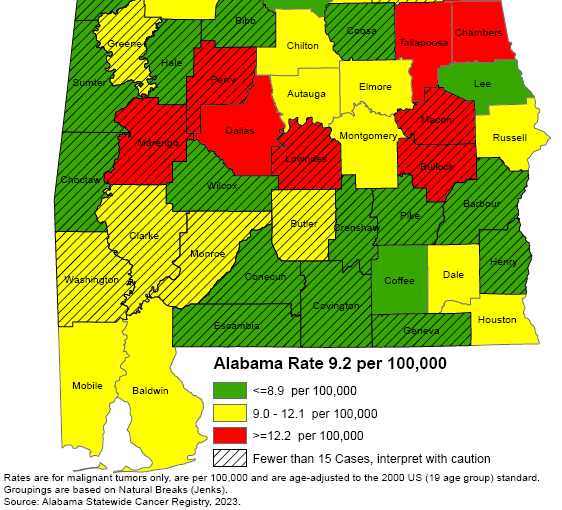 Bibb
Greene
Chilton
Coosa
Tallapoosa
Chambers
Hale
Sumter
Perry
Autauga
Elmore
Lee
Marengo
Dallas
Macon
Montgomery
Russell
Lowndes
Bullock
Choctaw
Wilcox
Barbour
Pike
Butler
Crenshaw
Clarke
Monroe
Henry
Washington
Conecuh
Coffee
Dale
Covington
Houston
Escambia
Geneva
Alabama Rate 9.2 per 100,000
Mobile
Baldwin
<=8.9 per 100,000
9.0 - 12.1 per 100,000
>=12.2 per 100,000
Fewer than 15 Cases, interpret with caution
Rates are for malignant tumors only, are per 100,000 and are age-adjusted to the 2000 US (19 age group) standard.
Groupings are based on Natural Breaks (Jenks).
Source: Alabama Statewide Cancer Registry, 2023.